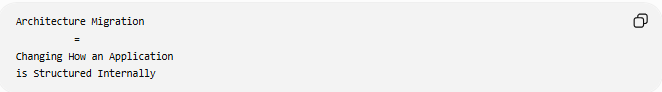 Architecture Migration
=
Changing How an Application
is Structured Internally